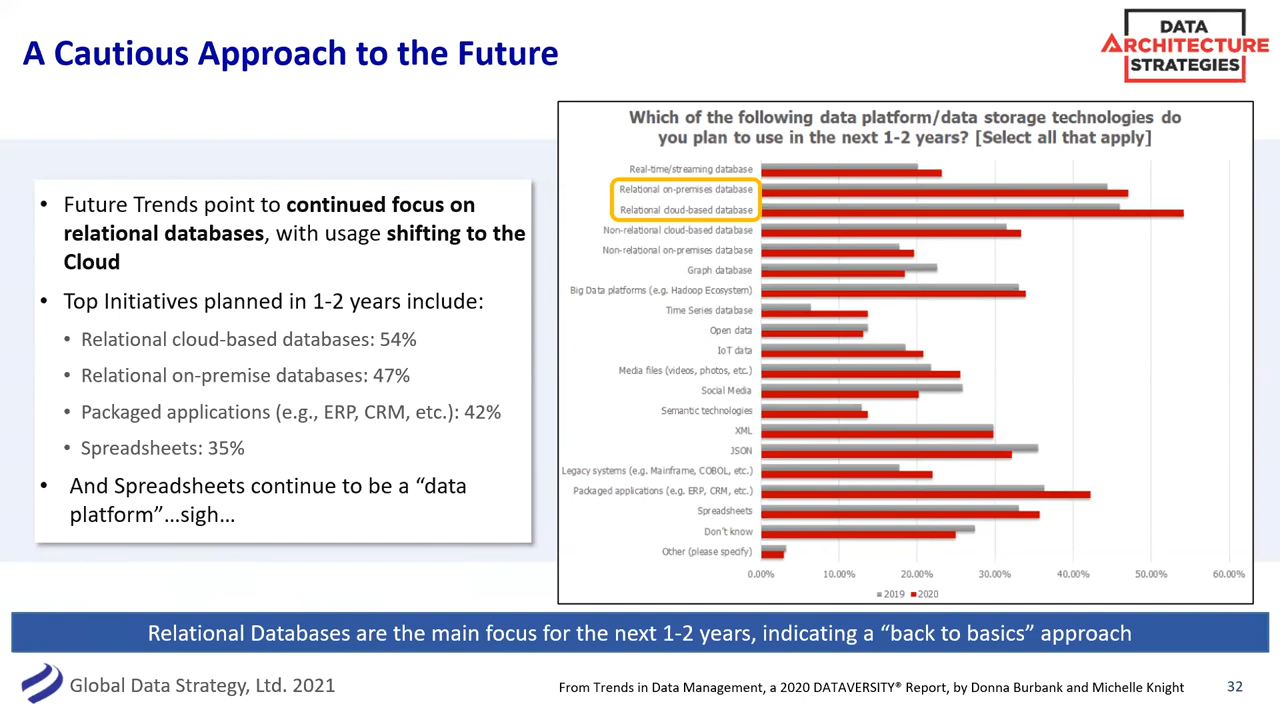 A Cautious Approach to the Future
DATA
ARCHITECTURE
STRATEGIES
• Future Trends point to continued focus on
relational databases, with usage shifting to the
Cloud
• Top Initiatives planned in 1-2 years include:
• Relational cloud-based databases: 54%
• Relational on-premise databases: 47%
• Packaged applications (e.g., ERP, CRM, etc.): 42%
• Spreadsheets: 35%
• And Spreadsheets continue to be a “data
platform”…sigh…
Which of the following data platform/data storage technologies do
you plan to use in the next 1-2 years? [Select all that apply]
Real-time/streaming database
Relational on-premises database
Relational cloud-based database
Non-relational cloud-based database
Non-relational on-premises database
Graph database
Big Data platforms (e.g. Hadoop Ecosystem)
Time Series database
Open data
IoT data
Media files (videos, photos, etc.)
Social Media
Semantic technologies
XML
JSON
Legacy systems (e.g. Mainframe, COBOL, etc.)
Packaged applications (e.g. ERP, CRM, etc.)
Spreadsheets
Don't know
Other (please specify)
0.00% 10.00% 20.00% 30.00% 40.00% 50.00% 60.00%
2019 2020
Relational Databases are the main focus for the next 1-2 years, indicating a “back to basics” approach
Global Data Strategy, Ltd. 2021
From Trends in Data Management, a 2020 DATAVERSITY® Report, by Donna Burbank and Michelle Knight
32